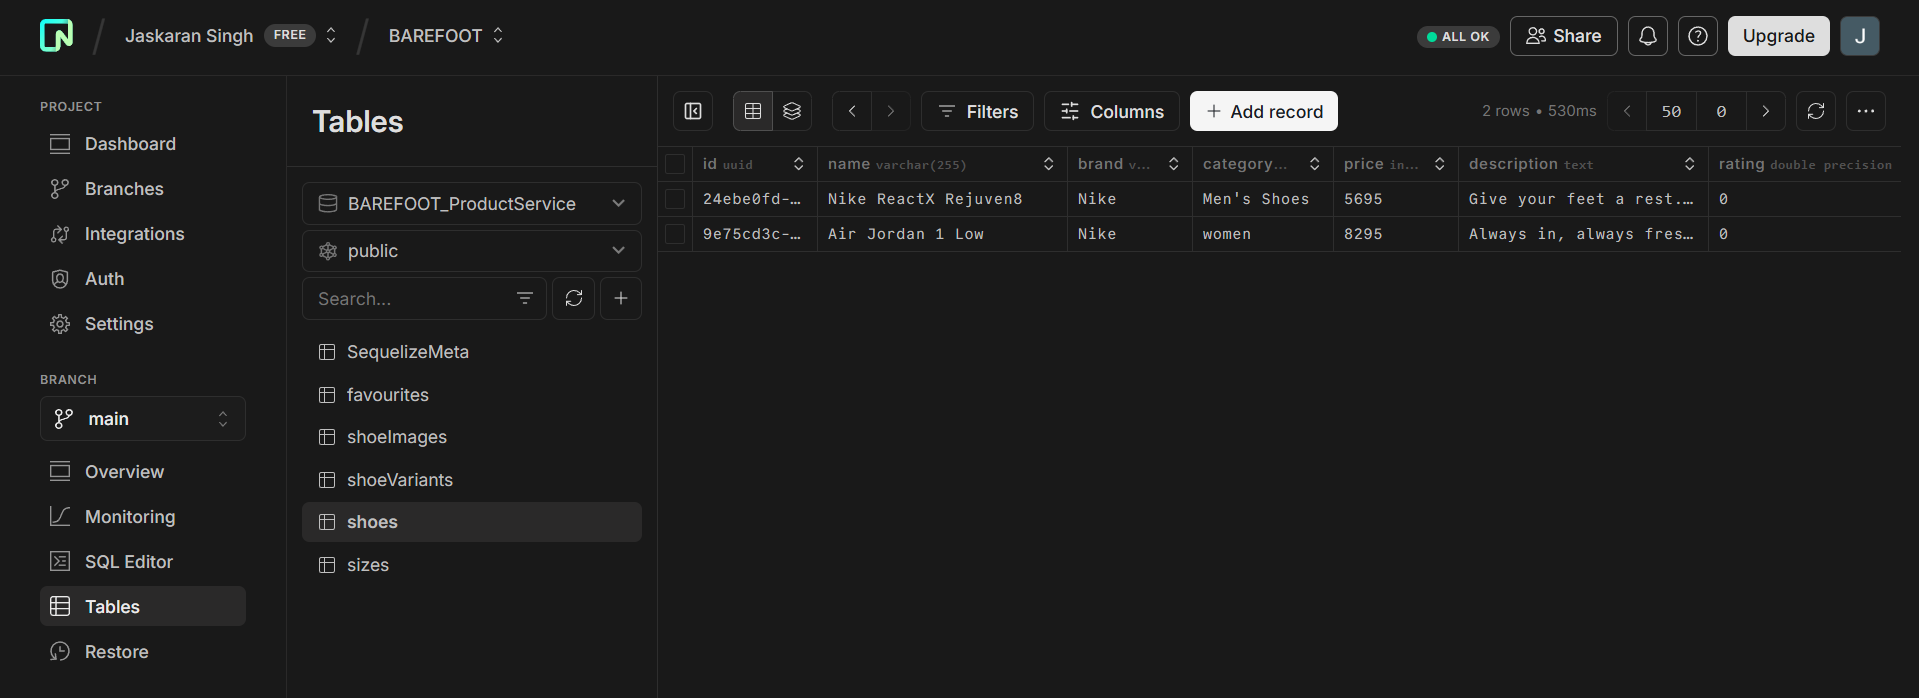 Jaskaran Singh FREE BAREFOOT ALL OK Share Upgrade J
PROJECT
Dashboard
Branches
Integrations
Auth
Settings
BRANCH
main
Overview
Monitoring
SQL Editor
Tables
Restore
Tables
BAREFOOT_ProductService
public
Search...
SequelizeMeta
favourites
shoeImages
shoeVariants
shoes
sizes
Filters Columns Add record 2 rows • 530ms 50 0
id uuid name varchar(255) brand v... category... price in... description text rating double precision
24ebe0fd-... Nike ReactX Rejuven8 Nike Men's Shoes 5695 Give your feet a rest.... 0
9e75cd3c-... Air Jordan 1 Low Nike women 8295 Always in, always fres... 0